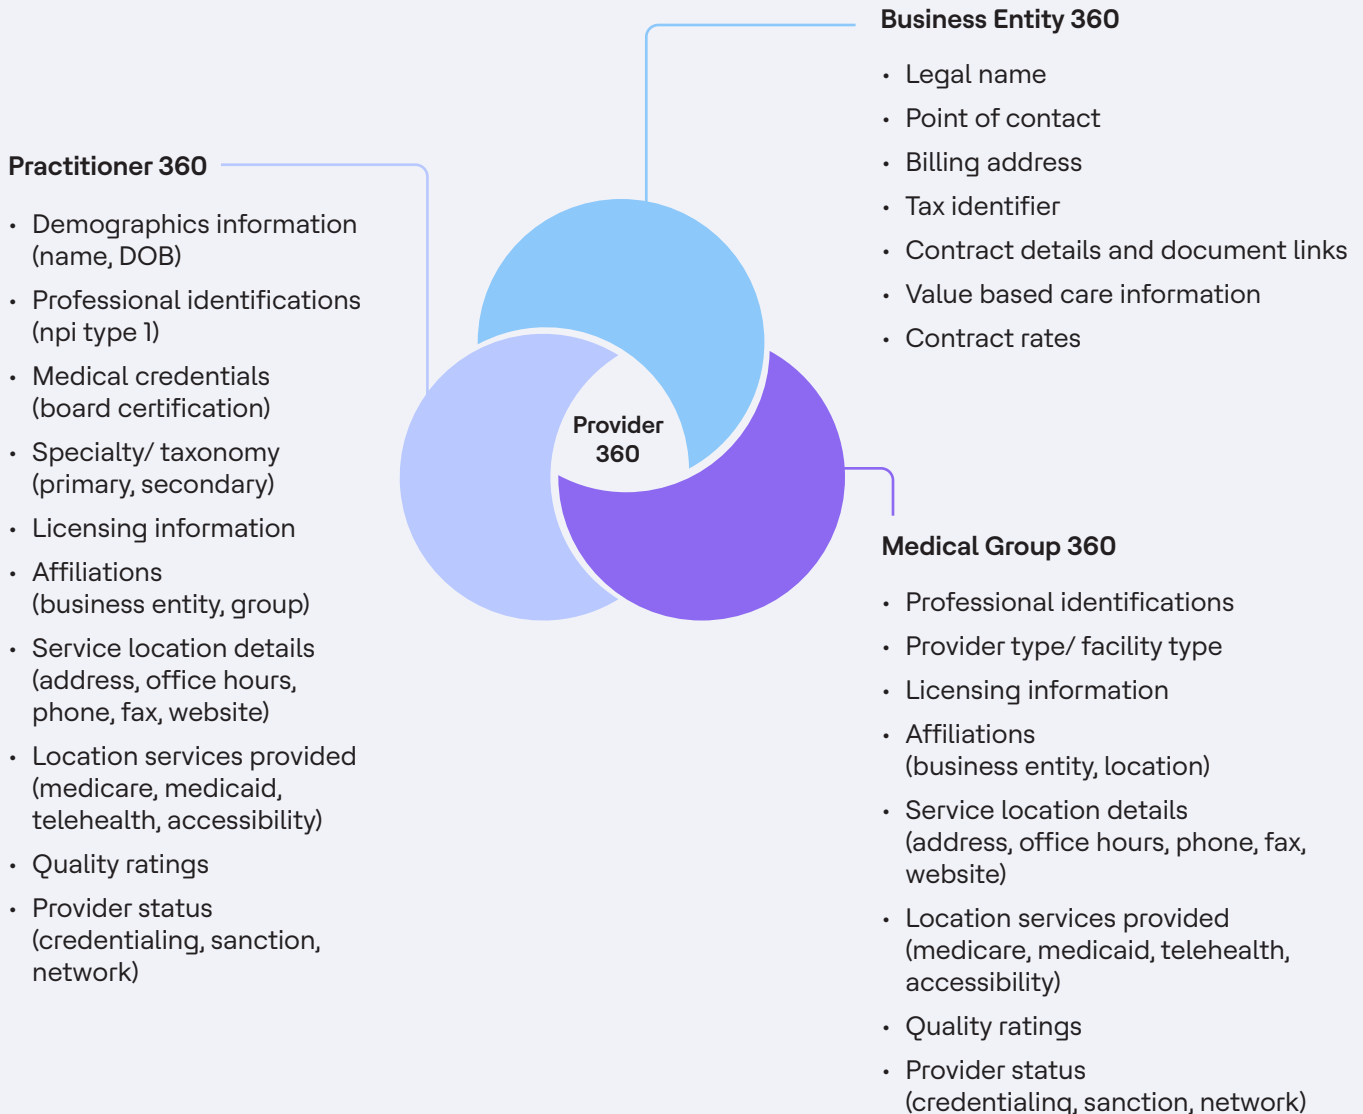 Business Entity 360
• Legal name
• Point of contact
• Billing address
• Tax identifier
• Contract details and document links
• Value based care information
• Contract rates
Practitioner 360
• Demographics information
(name, DOB)
• Professional identifications
(npi type 1)
• Medical credentials
(board certification)
• Specialty/ taxonomy
(primary, secondary)
• Licensing information
• Affiliations
(business entity, group)
• Service location details
(address, office hours,
phone, fax, website)
• Location services provided
(medicare, medicaid,
telehealth, accessibility)
• Quality ratings
• Provider status
(credentialing, sanction,
network)
Provider
360
Medical Group 360
• Professional identifications
• Provider type/ facility type
• Licensing information
• Affiliations
(business entity, location)
• Service location details
(address, office hours, phone, fax,
website)
• Location services provided
(medicare, medicaid, telehealth,
accessibility)
• Quality ratings
• Provider status
(credentialing, sanction, network)